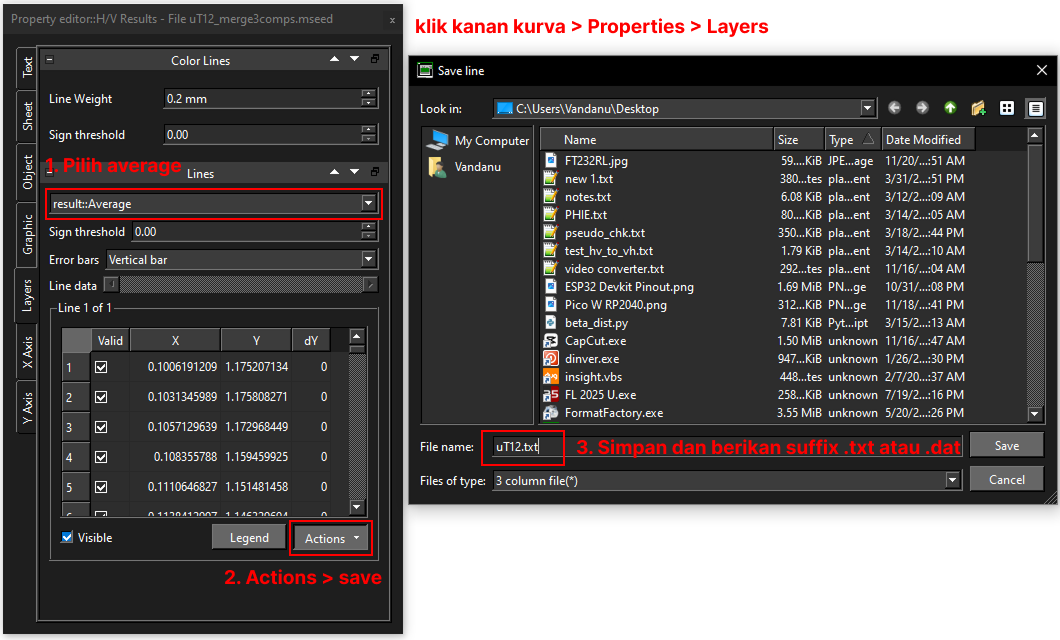 Property editor::H/V Results - File uT12_merge3comps.mseed
x
klik kanan kurva > Properties > Layers
Text
Sheet
Object
Graphic
Layers
X Axis
Y Axis
Color Lines
Line Weight 0.2 mm
Sign threshold 0.00
1. Pilih average
Lines
result::Average
Sign threshold 0.00
Error bars Vertical bar
Line data
Line 1 of 1
Valid X Y dY
1 0.1006191209 1.175207134 0
2 0.1031345989 1.175808271 0
3 0.1057129639 1.172968449 0
4 0.108355788 1.159459925 0
5 0.1110646827 1.151481458 0
Visible
Legend
Actions
2. Actions > save
Save line
Look in: C:\Users\Vandanu\Desktop
My Computer
Vandanu
Name Size Type Date Modified
FT232RL.jpg 59....KiB JPE...age 11/20/...:51 AM
new 1.txt 380...tes pla...ent 3/31/2...:51 PM
notes.txt 6.08 KiB pla...ent 3/12/2...:09 AM
PHIE.txt 80....KiB pla...ent 3/14/2...:05 AM
pseudo_chk.txt 350...KiB pla...ent 3/18/2...:44 PM
test_hv_to_vh.txt 1.79 KiB pla...ent 3/14/2...:10 AM
video converter.txt 292...tes pla...ent 11/16/...:04 AM
ESP32 Devkit Pinout.png 1.69 MiB PN...ge 10/31/...:08 PM
Pico W RP2040.png 312...KiB PN...ge 11/18/...:41 PM
beta_dist.py 7.81 KiB Pyt...ipt 3/15/2...:13 AM
CapCut.exe 1.50 MiB unknown 11/16/...:47 AM
dinver.exe 947...KiB unknown 1/26/2...:30 PM
insight.vbs 448...tes unknown 2/7/20...:37 AM
FL 2025 U.exe 258...KiB unknown 7/19/2...:16 PM
FormatFactory.exe 3.55 MiB unknown 5/20/2...:26 PM
File name: uT12.txt
3. Simpan dan berikan suffix .txt atau .dat
Save
Files of type: 3 column file(*)
Cancel